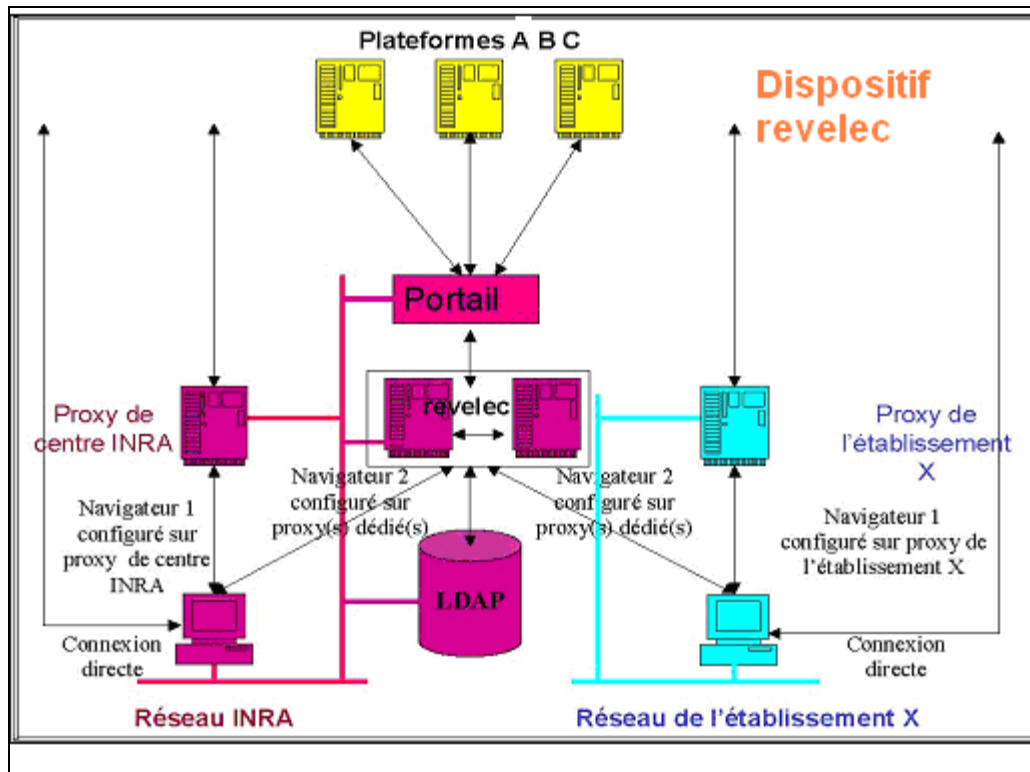 Plateformes A B C
Dispositif
revelec
Portail
revelec
Proxy de
centre INRA
Proxy de
l'établissement
X
Navigateur 1
configuré sur
proxy de centre
INRA
Navigateur 2
configuré sur
proxy(s) dédié(s)
Navigateur 2
configuré sur
proxy(s) dédié(s)
Navigateur 1
configuré sur proxy de
l'établissement X
LDAP
Connexion
directe
Connexion
directe
Réseau INRA
Réseau de l'établissement X